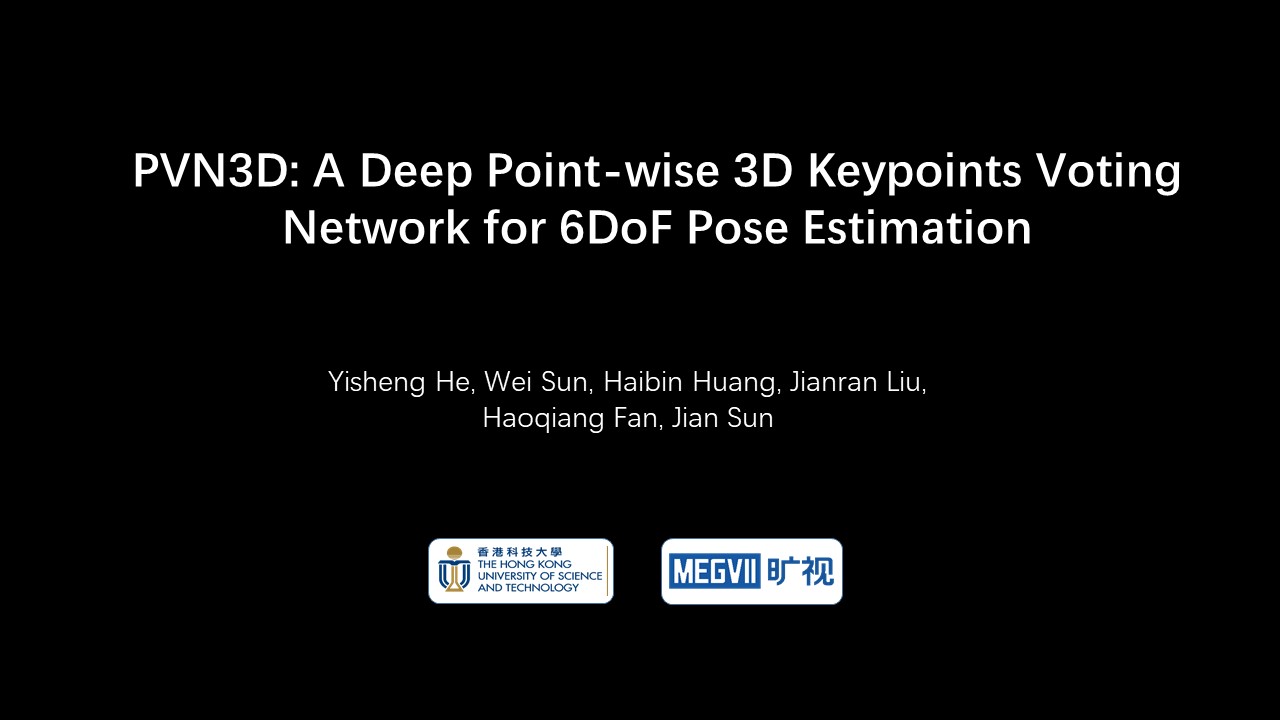 PVN3D: A Deep Point-wise 3D Keypoints Voting
Network for 6DoF Pose Estimation
Yisheng He, Wei Sun, Haibin Huang, Jianran Liu,
Haoqiang Fan, Jian Sun
香港科技大學
THE HONG KONG
UNIVERSITY OF SCIENCE
AND TECHNOLOGY
MEGVII 旷视